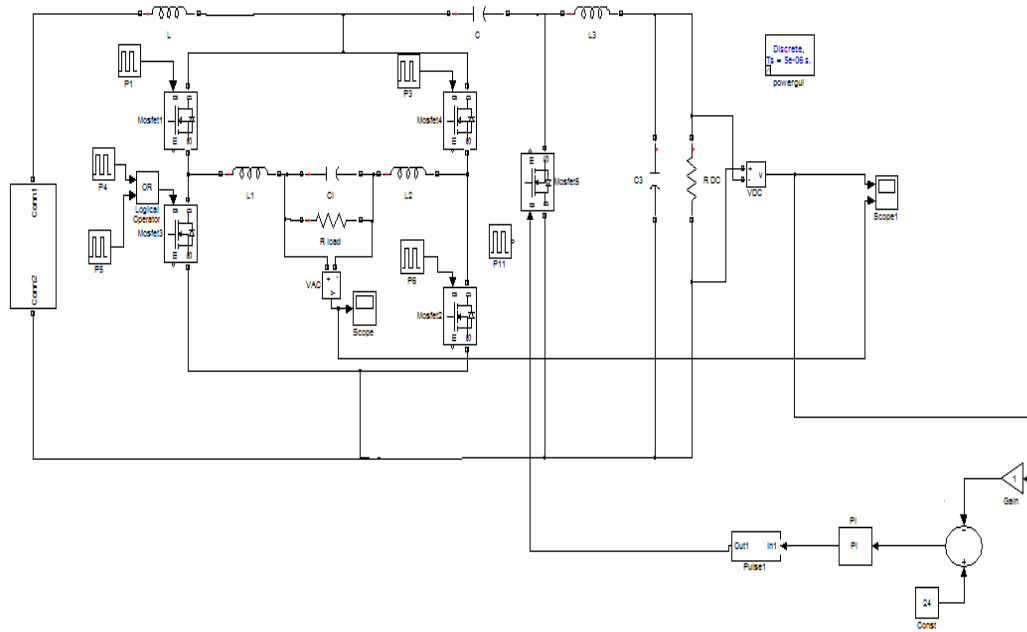 L
C
L3
Discrete,
Ts = 5e-06 s.
powergui
P1
P3
Mosfet1
Mosfet4
P4
OR
Logical
Operator
Mosfet3
P5
L1
Cl
L2
R load
VAC
Scope
P6
Mosfet2
Mosfet5
P11
C3
R DC
+
-
v
VDC
Scope1
Conn1
Conn2
1
Gain
PI
PI
Out1
In1
Pulse1
24
Const